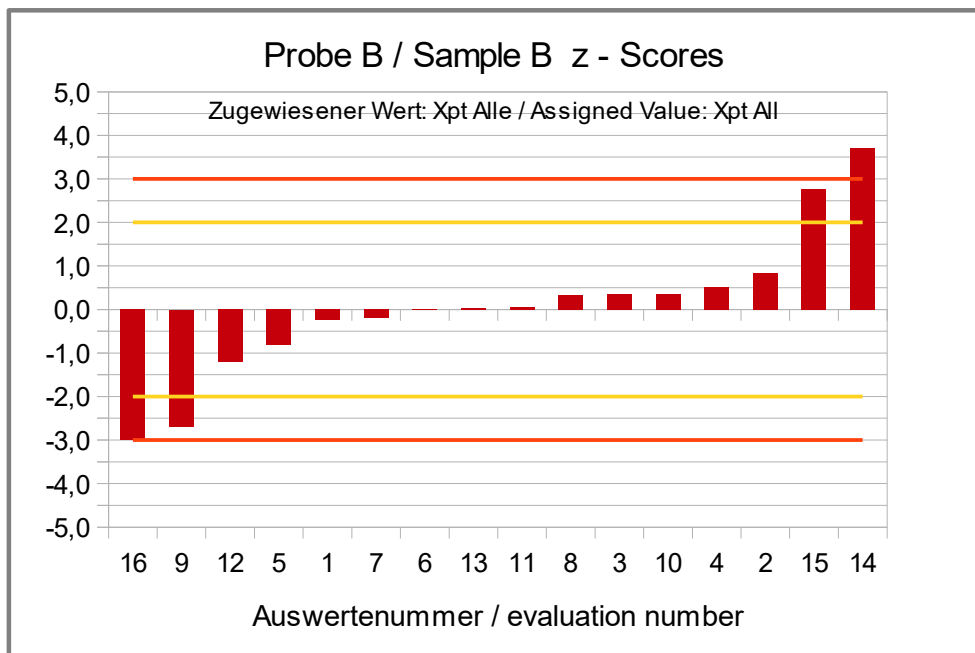 Probe B / Sample B z - Scores
Zugewiesener Wert: Xpt Alle / Assigned Value: Xpt All
5,0
4,0
3,0
2,0
1,0
0,0
-1,0
-2,0
-3,0
-4,0
-5,0
16 9 12 5 1 7 6 13 11 8 3 10 4 2 15 14
Auswertenummer / evaluation number